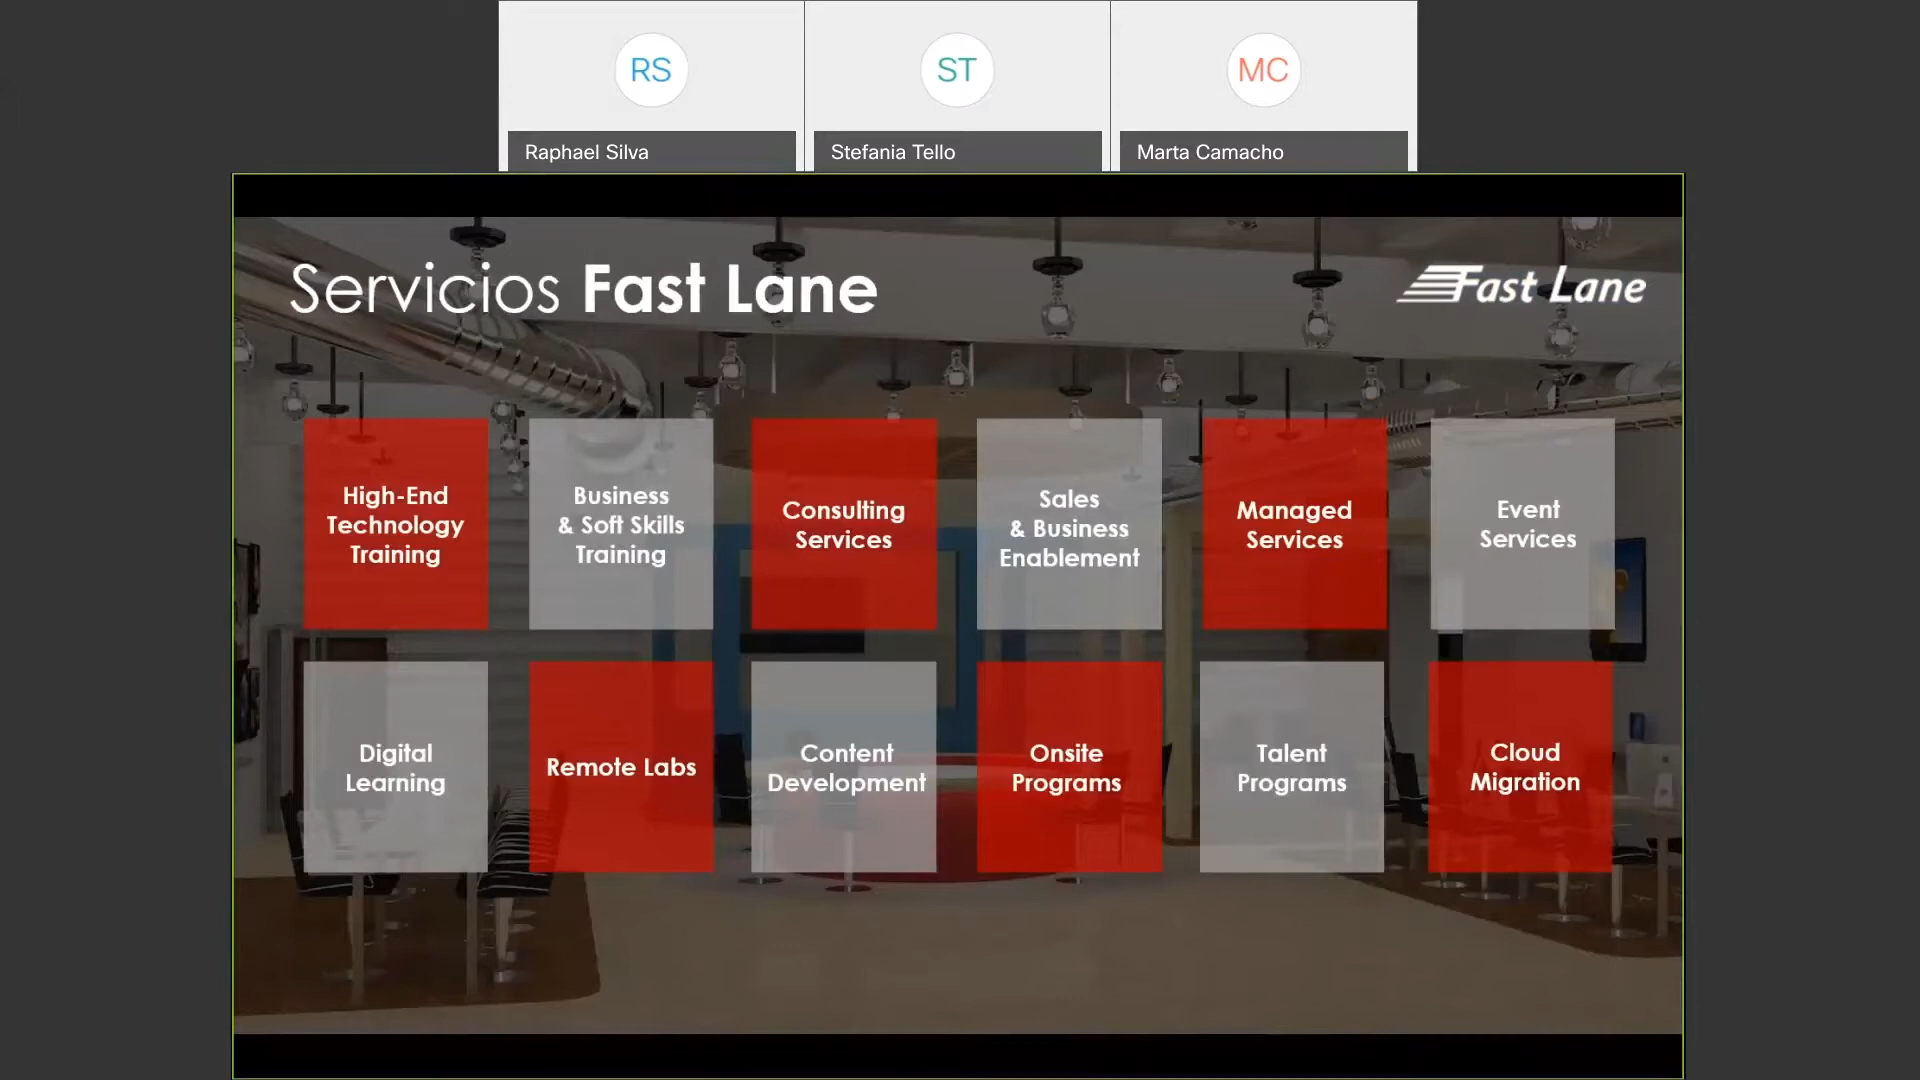 RS
ST
MC
Raphael Silva
Stefania Tello
Marta Camacho
Servicios Fast Lane
Fast Lane
High-End
Technology
Training
Business
& Soft Skills
Training
Consulting
Services
Sales
& Business
Enablement
Managed
Services
Event
Services
Digital
Learning
Remote Labs
Content
Development
Onsite
Programs
Talent
Programs
Cloud
Migration